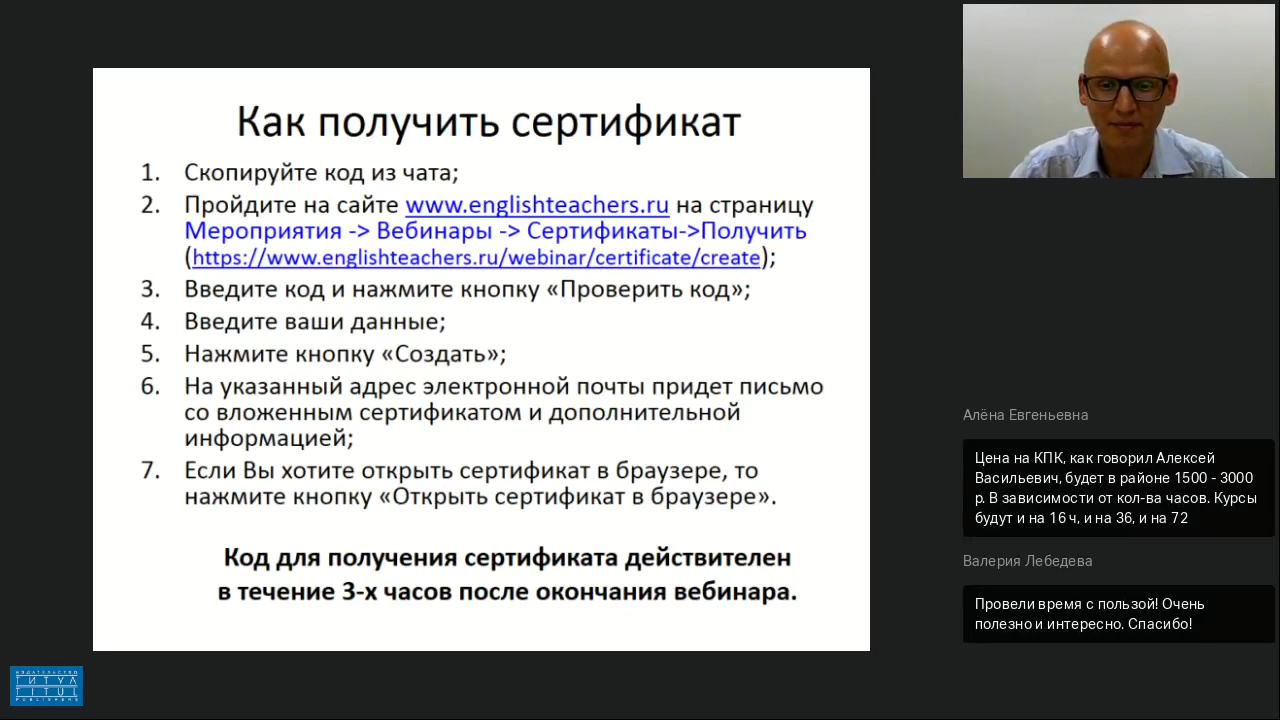 Как получить сертификат
1. Скопируйте код из чата;
2. Пройдите на сайте www.englishteachers.ru на страницу
Мероприятия -> Вебинары -> Сертификаты->Получить
(https://www.englishteachers.ru/webinar/certificate/create);
3. Введите код и нажмите кнопку «Проверить код»;
4. Введите ваши данные;
5. Нажмите кнопку «Создать»;
6. На указанный адрес электронной почты придет письмо
со вложенным сертификатом и дополнительной
информацией;
7. Если Вы хотите открыть сертификат в браузере, то
нажмите кнопку «Открыть сертификат в браузере».
Код для получения сертификата действителен
в течение 3-х часов после окончания вебинара.
Алёна Евгеньевна
Цена на КПК, как говорил Алексей
Васильевич, будет в районе 1500 - 3000
р. В зависимости от кол-ва часов. Курсы
будут и на 16 ч, и на 36, и на 72
Валерия Лебедева
Провели время с пользой! Очень
полезно и интересно. Спасибо!
ИЗДАТЕЛЬСТВО
ТИТУЛ
TITUL
PUBLISHERS